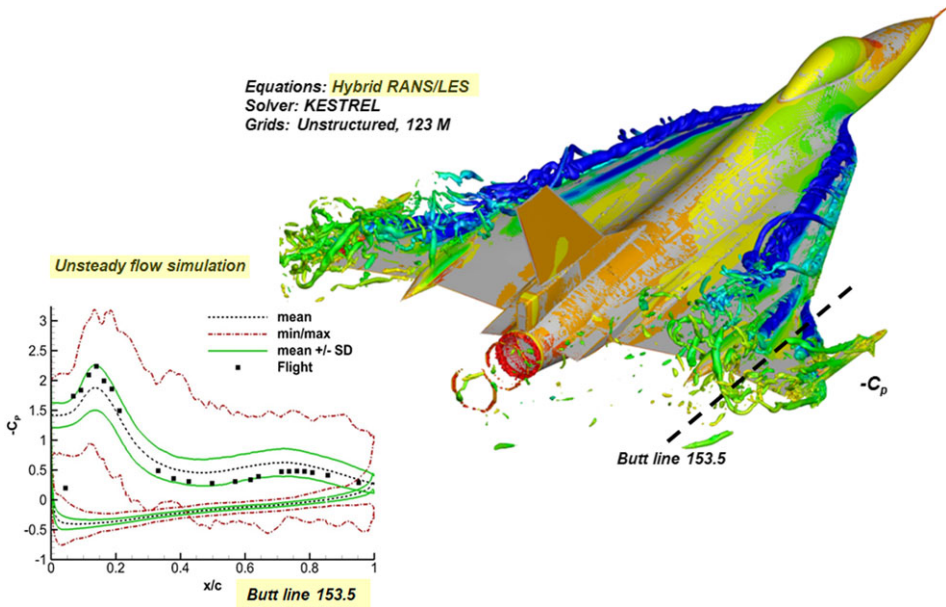 Equations: Hybrid RANS/LES
Solver: KESTREL
Grids: Unstructured, 123 M
Unsteady flow simulation
mean
min/max
mean +/- SD
Flight
3
2.5
2
1.5
1
0.5
0
-0.5
-1
-Cₚ
0
0.2
0.4
0.6
0.8
1
x/c
Butt line 153.5
-Cₚ
Butt line 153.5